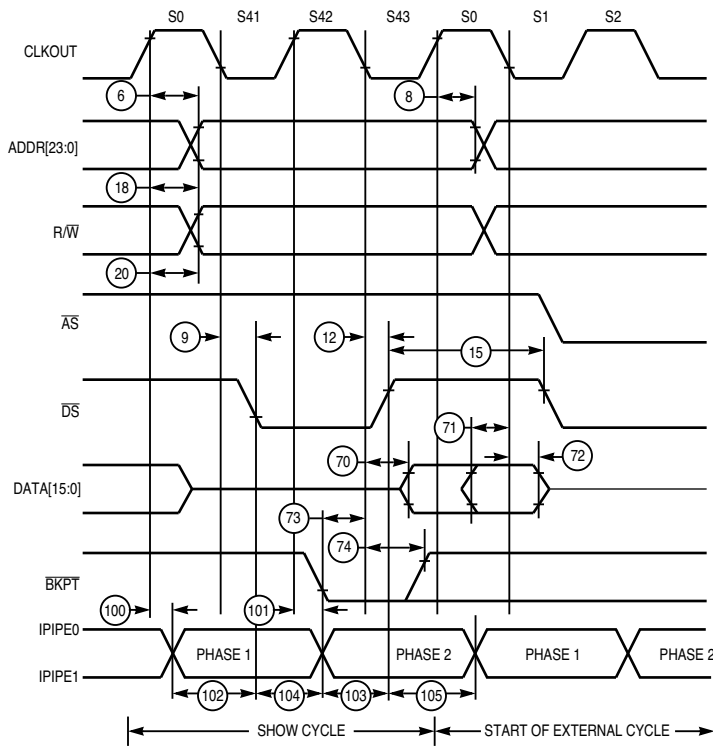 S0 S41 S42 S43 S0 S1 S2
CLKOUT
6 8
ADDR[23:0]
18
R/W
20
AS
9 12 15
DS
71
70 72
DATA[15:0]
73
74
BKPT
100 101
IPIPE0
PHASE 1 PHASE 2 PHASE 1 PHASE 2
IPIPE1
102 104 103 105
SHOW CYCLE START OF EXTERNAL CYCLE